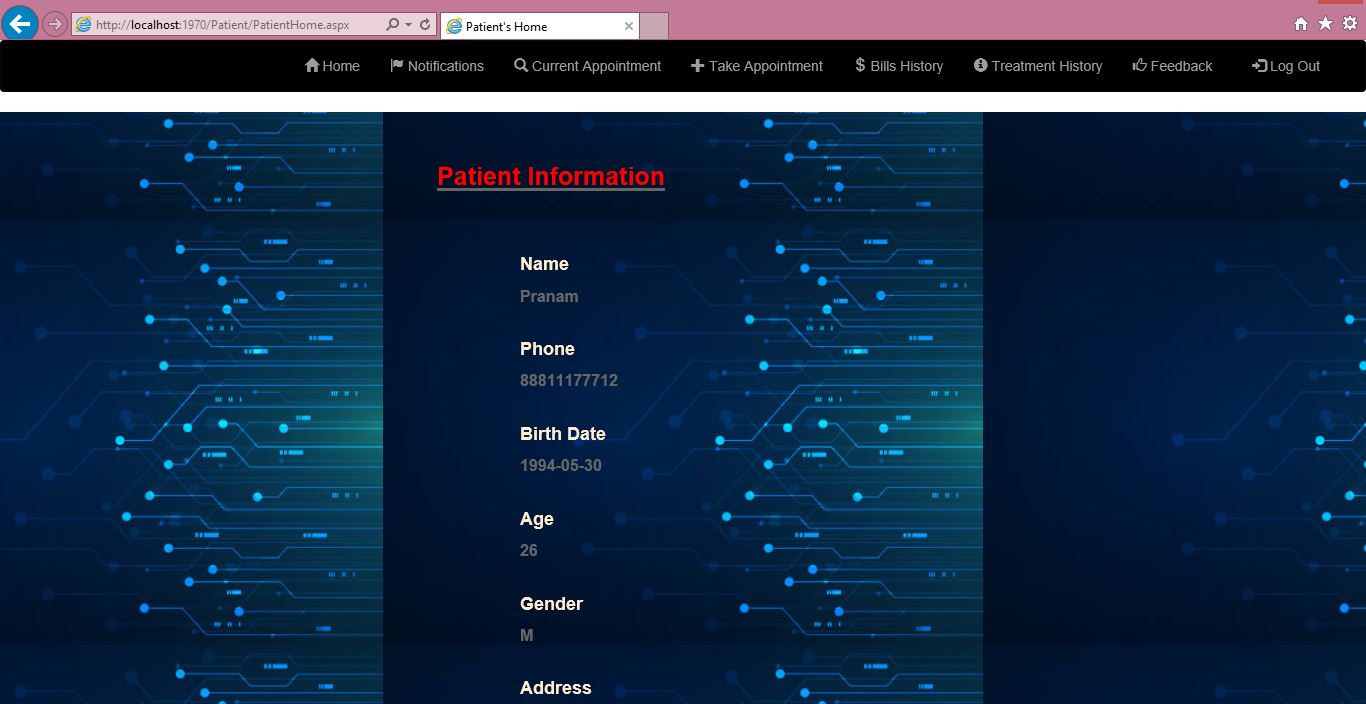 http://localhost:1970/Patient/PatientHome.aspx
Patient's Home
Home Notifications Current Appointment Take Appointment $ Bills History Treatment History Feedback Log Out
Patient Information
Name
Pranam
Phone
88811177712
Birth Date
1994-05-30
Age
26
Gender
M
Address